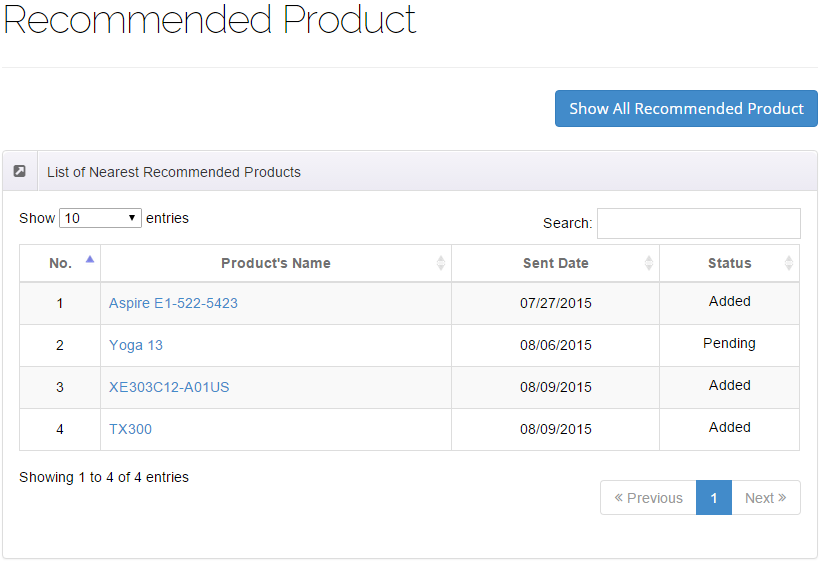 Recommended Product
Show All Recommended Product
List of Nearest Recommended Products
Show 10 entries
Search:
No. Product's Name Sent Date Status
1 Aspire E1-522-5423 07/27/2015 Added
2 Yoga 13 08/06/2015 Pending
3 XE303C12-A01US 08/09/2015 Added
4 TX300 08/09/2015 Added
Showing 1 to 4 of 4 entries
« Previous 1 Next »